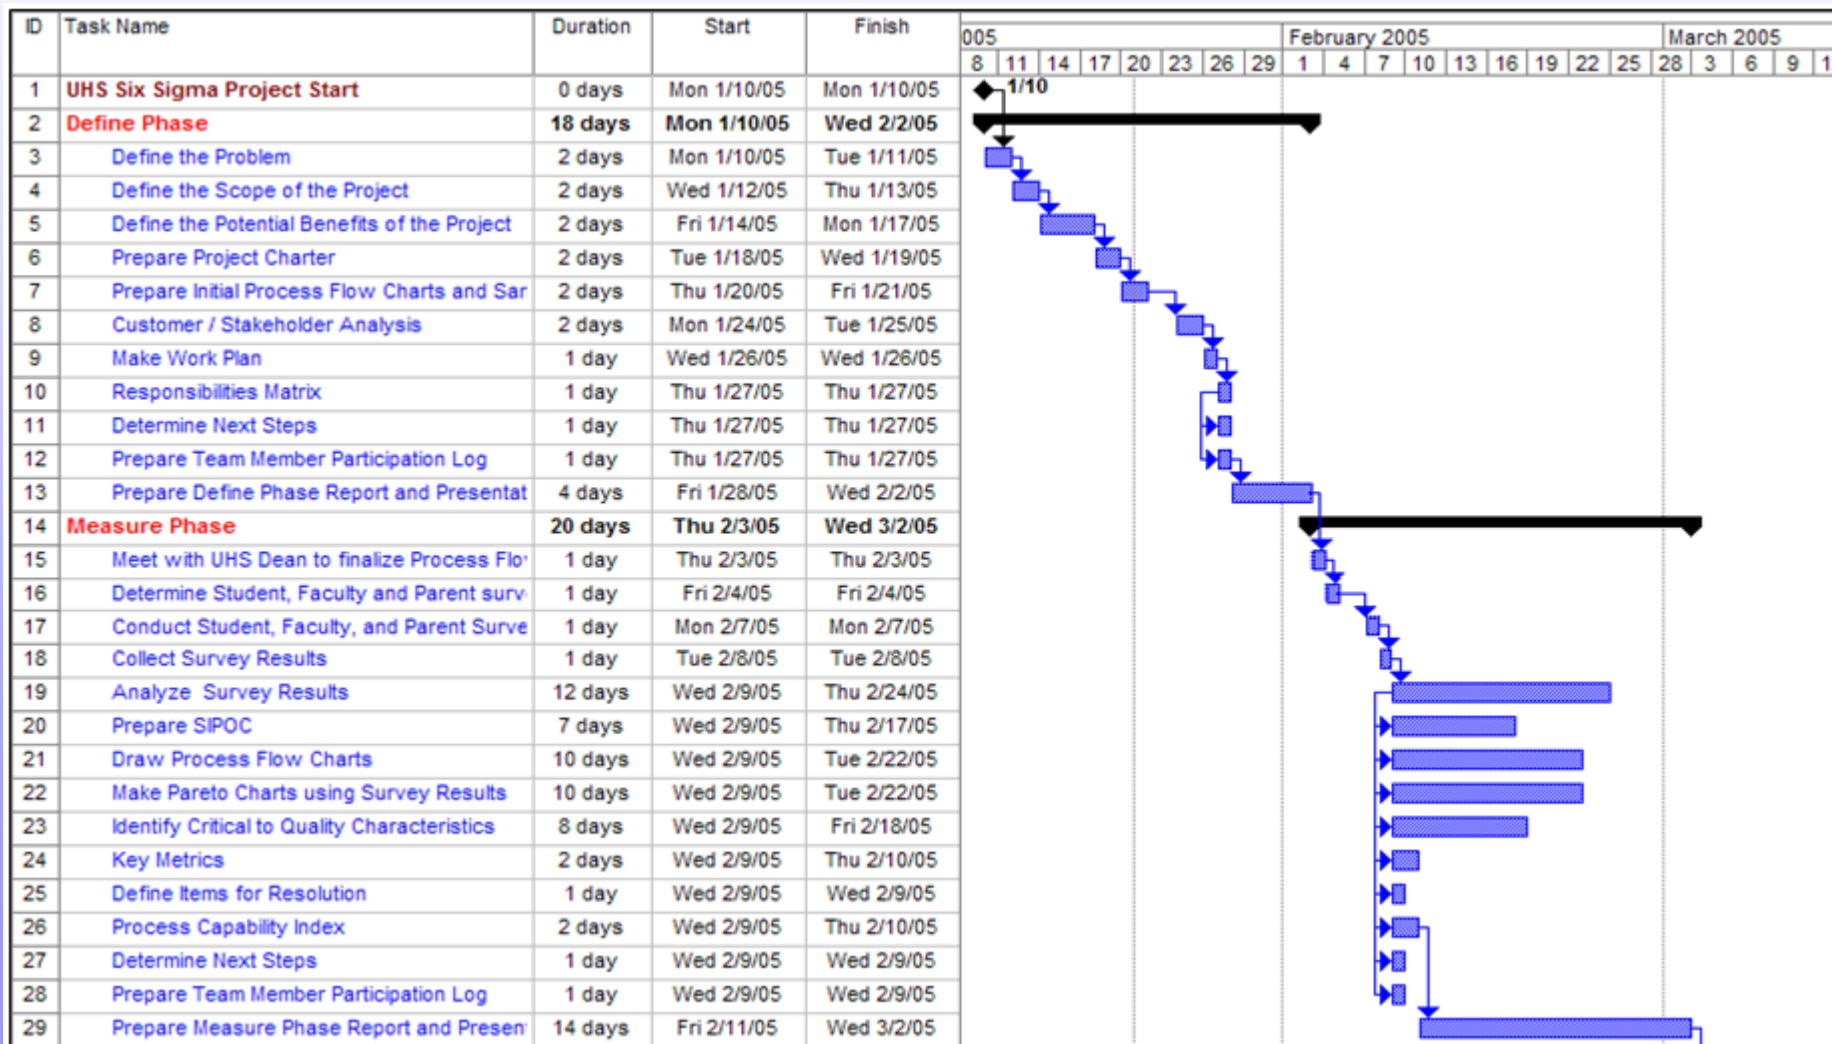 ID Task Name Duration Start Finish
005 February 2005 March 2005
8 11 14 17 20 23 26 29 1 4 7 10 13 16 19 22 25 28 3 6 9 1
1 UHS Six Sigma Project Start 0 days Mon 1/10/05 Mon 1/10/05 1/10
2 Define Phase 18 days Mon 1/10/05 Wed 2/2/05
3 Define the Problem 2 days Mon 1/10/05 Tue 1/11/05
4 Define the Scope of the Project 2 days Wed 1/12/05 Thu 1/13/05
5 Define the Potential Benefits of the Project 2 days Fri 1/14/05 Mon 1/17/05
6 Prepare Project Charter 2 days Tue 1/18/05 Wed 1/19/05
7 Prepare Initial Process Flow Charts and Sar 2 days Thu 1/20/05 Fri 1/21/05
8 Customer / Stakeholder Analysis 2 days Mon 1/24/05 Tue 1/25/05
9 Make Work Plan 1 day Wed 1/26/05 Wed 1/26/05
10 Responsibilities Matrix 1 day Thu 1/27/05 Thu 1/27/05
11 Determine Next Steps 1 day Thu 1/27/05 Thu 1/27/05
12 Prepare Team Member Participation Log 1 day Thu 1/27/05 Thu 1/27/05
13 Prepare Define Phase Report and Presentat 4 days Fri 1/28/05 Wed 2/2/05
14 Measure Phase 20 days Thu 2/3/05 Wed 3/2/05
15 Meet with UHS Dean to finalize Process Flo 1 day Thu 2/3/05 Thu 2/3/05
16 Determine Student, Faculty and Parent surv 1 day Fri 2/4/05 Fri 2/4/05
17 Conduct Student, Faculty, and Parent Surve 1 day Mon 2/7/05 Mon 2/7/05
18 Collect Survey Results 1 day Tue 2/8/05 Tue 2/8/05
19 Analyze Survey Results 12 days Wed 2/9/05 Thu 2/24/05
20 Prepare SIPOC 7 days Wed 2/9/05 Thu 2/17/05
21 Draw Process Flow Charts 10 days Wed 2/9/05 Tue 2/22/05
22 Make Pareto Charts using Survey Results 10 days Wed 2/9/05 Tue 2/22/05
23 Identify Critical to Quality Characteristics 8 days Wed 2/9/05 Fri 2/18/05
24 Key Metrics 2 days Wed 2/9/05 Thu 2/10/05
25 Define Items for Resolution 1 day Wed 2/9/05 Wed 2/9/05
26 Process Capability Index 2 days Wed 2/9/05 Thu 2/10/05
27 Determine Next Steps 1 day Wed 2/9/05 Wed 2/9/05
28 Prepare Team Member Participation Log 1 day Wed 2/9/05 Wed 2/9/05
29 Prepare Measure Phase Report and Presen 14 days Fri 2/11/05 Wed 3/2/05